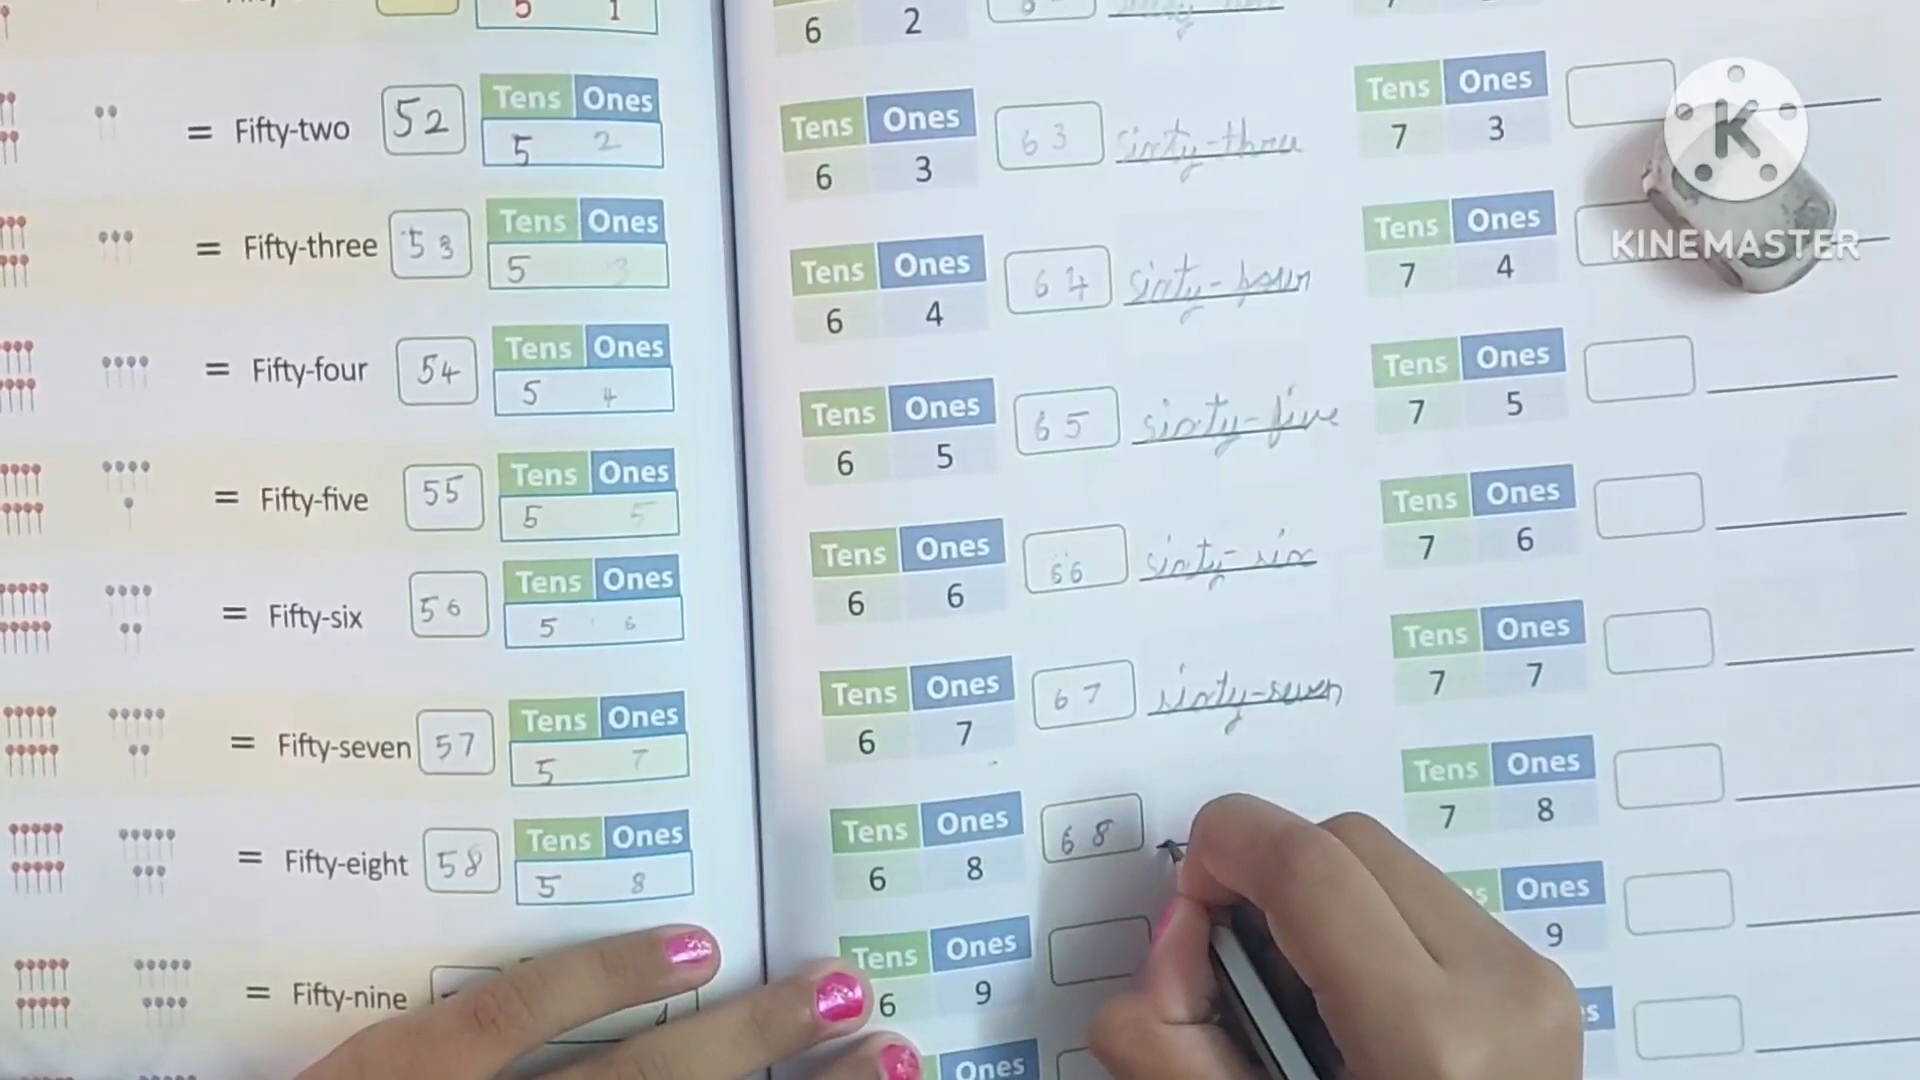 5 1
Tens Ones
= Fifty-two 52 5 2
Tens Ones
= Fifty-three 53 5 3
Tens Ones
= Fifty-four 54 5 4
Tens Ones
= Fifty-five 55 5 5
Tens Ones
= Fifty-six 56 5 6
Tens Ones
= Fifty-seven 57 5 7
Tens Ones
= Fifty-eight 58 5 8
= Fifty-nine
6 2
Tens Ones
6 3 63 sixty-three
Tens Ones
6 4 64 sixty-four
Tens Ones
6 5 65 sixty-five
Tens Ones
6 6 66 sixty-six
Tens Ones
6 7 67 sixty-seven
Tens Ones
6 8 68
Tens Ones
6 9
Ones
Tens Ones
7 3
Tens Ones
7 4
Tens Ones
7 5
Tens Ones
7 6
Tens Ones
7 7
Tens Ones
7 8
Ones
9
K
KINEMASTER